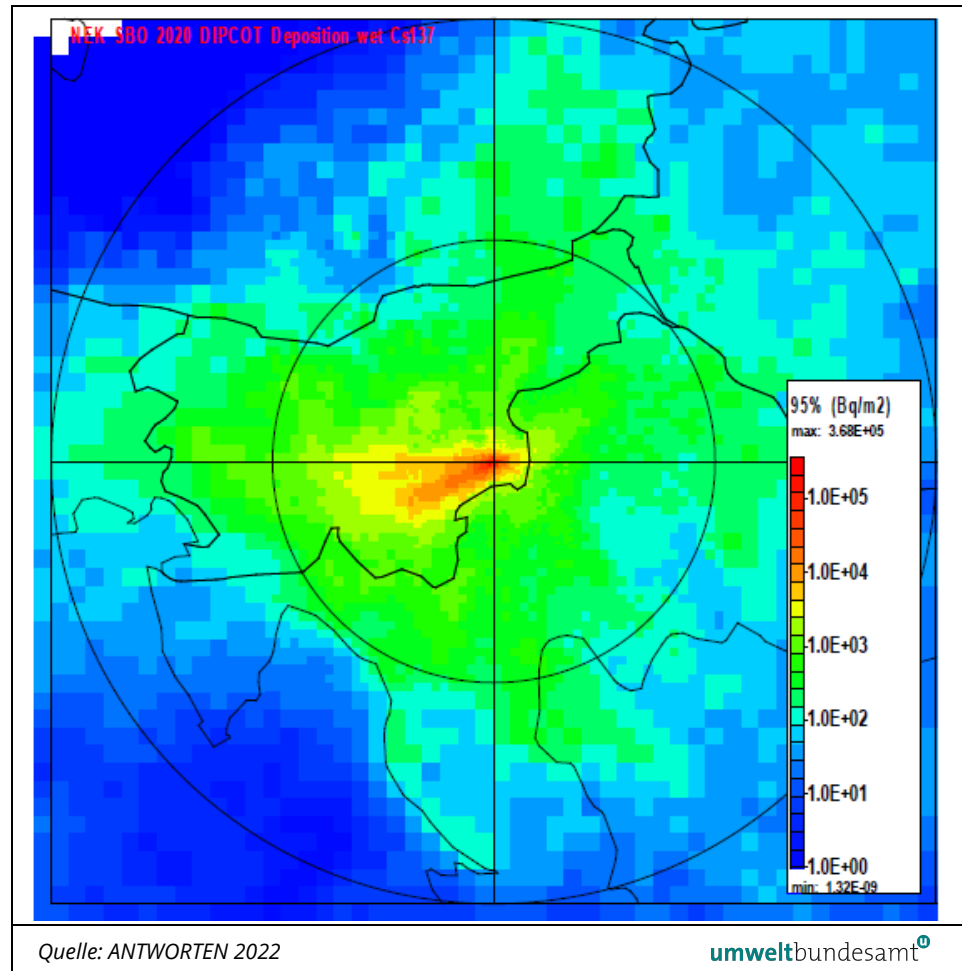 NEK SBO 2020 DIPCOT Deposition wet Cs137
95% (Bq/m2)
max: 3.68E+05
1.0E+05
1.0E+04
1.0E+03
1.0E+02
1.0E+01
1.0E+00
min: 1.32E-09
Quelle: ANTWORTEN 2022
umweltbundesamt
u